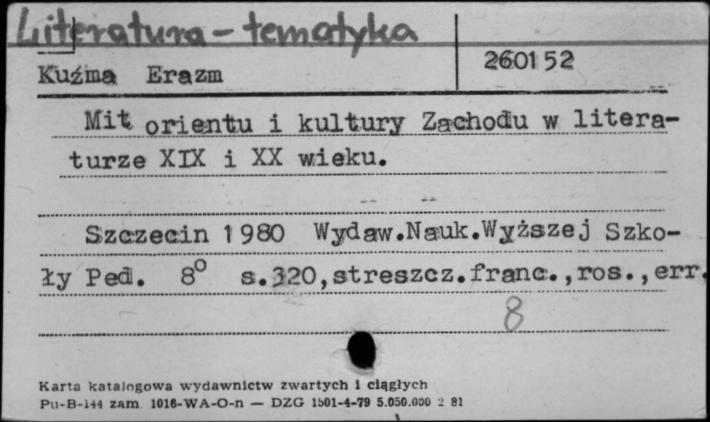 Literatura - tematyka
Kuźma Erazm
260152
Mit orientu i kultury Zachodu w litera-
turze XIX i XX wieku.
Szczecin 1980 Wydaw.Nauk.Wyższej Szko-
ły Ped. 8° s.320,streszcz.franc.,ros.,err.
8
Karta katalogowa wydawnictw zwartych i ciągłych
Pu-B-144 zam. 1016-WA-O-n — DZG 1501-4-79 5.050.000 2 81